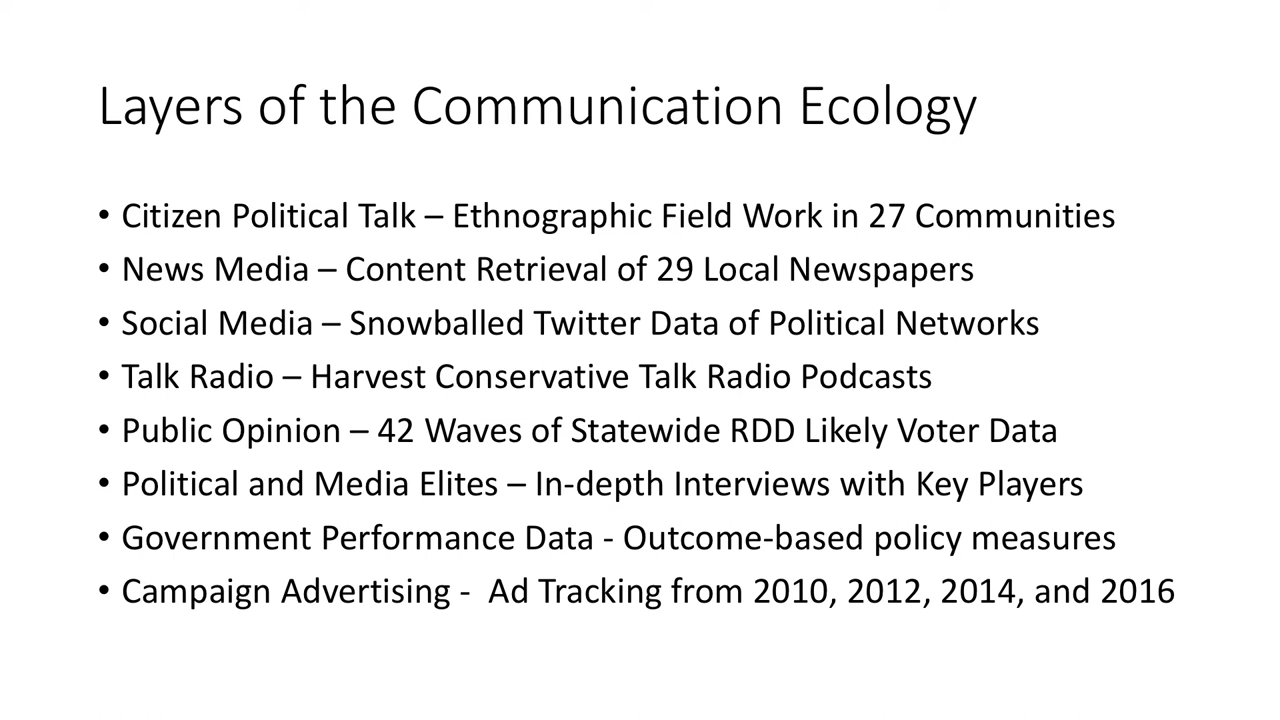 Layers of the Communication Ecology
• Citizen Political Talk – Ethnographic Field Work in 27 Communities
• News Media – Content Retrieval of 29 Local Newspapers
• Social Media – Snowballed Twitter Data of Political Networks
• Talk Radio – Harvest Conservative Talk Radio Podcasts
• Public Opinion – 42 Waves of Statewide RDD Likely Voter Data
• Political and Media Elites – In-depth Interviews with Key Players
• Government Performance Data - Outcome-based policy measures
• Campaign Advertising -  Ad Tracking from 2010, 2012, 2014, and 2016